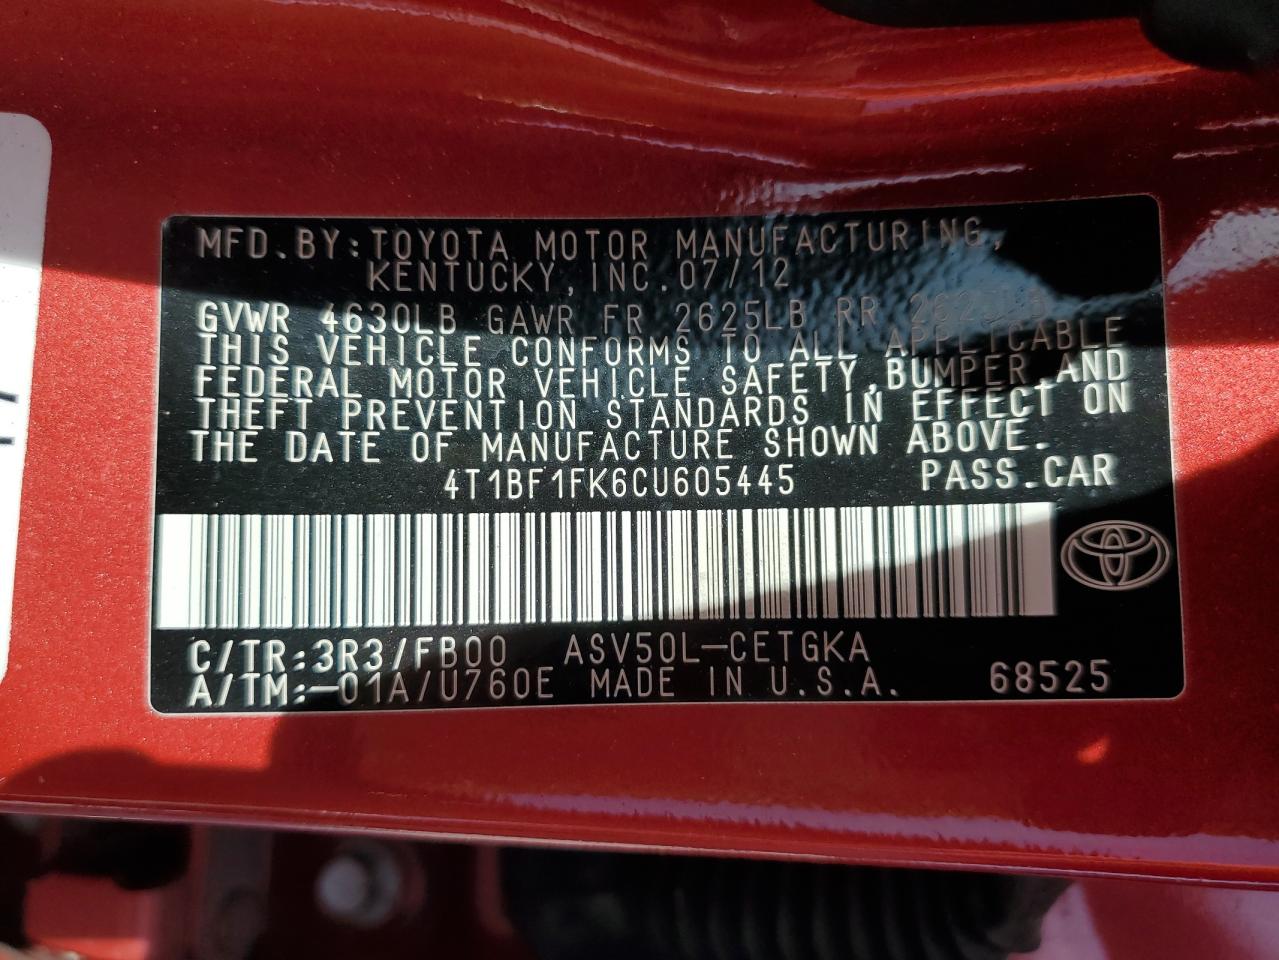 MFD.BY:TOYOTA MOTOR MANUFACTURING,
KENTUCKY,INC. 07/12
GVWR 4630LB GAWR FR 2625LB RR 2625LB
THIS VEHICLE CONFORMS TO ALL APPLICABLE
FEDERAL MOTOR VEHICLE SAFETY,BUMPER,AND
THEFT PREVENTION STANDARDS IN EFFECT ON
THE DATE OF MANUFACTURE SHOWN ABOVE.
4T1BF1FK6CU605445 PASS.CAR
C/TR:3R3/FB00 ASV50L-CETGKA
A/TM:-01A/U760E MADE IN U.S.A. 68525